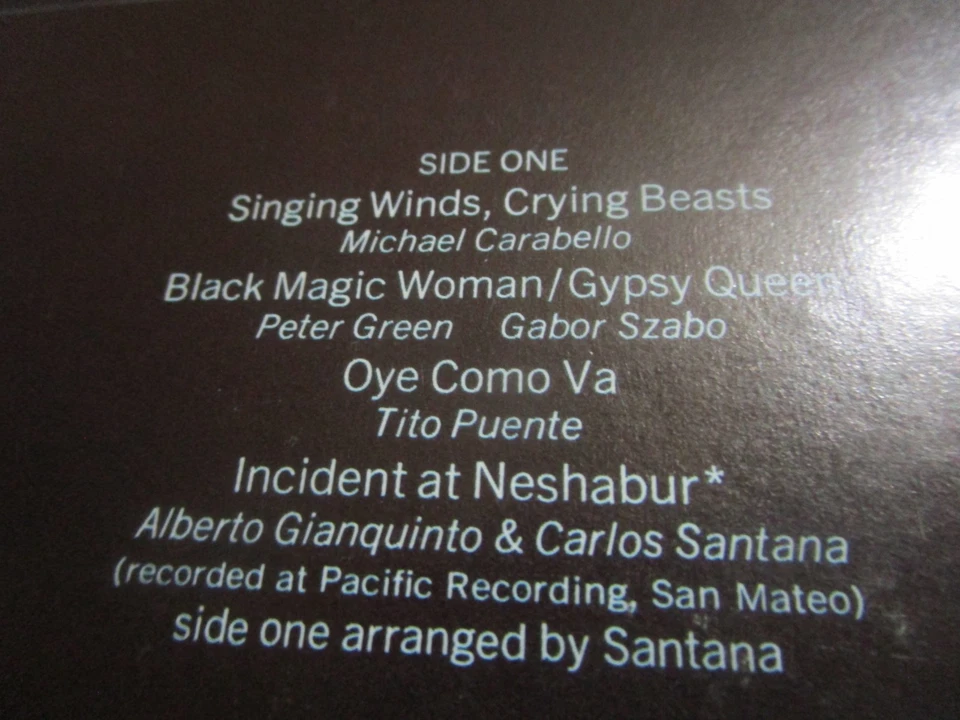 SIDE ONE
Singing Winds, Crying Beasts
Michael Carabello
Black Magic Woman/Gypsy Queen
Peter Green Gabor Szabo
Oye Como Va
Tito Puente
Incident at Neshabur*
Alberto Gianquinto & Carlos Santana
(recorded at Pacific Recording, San Mateo)
side one arranged by Santana